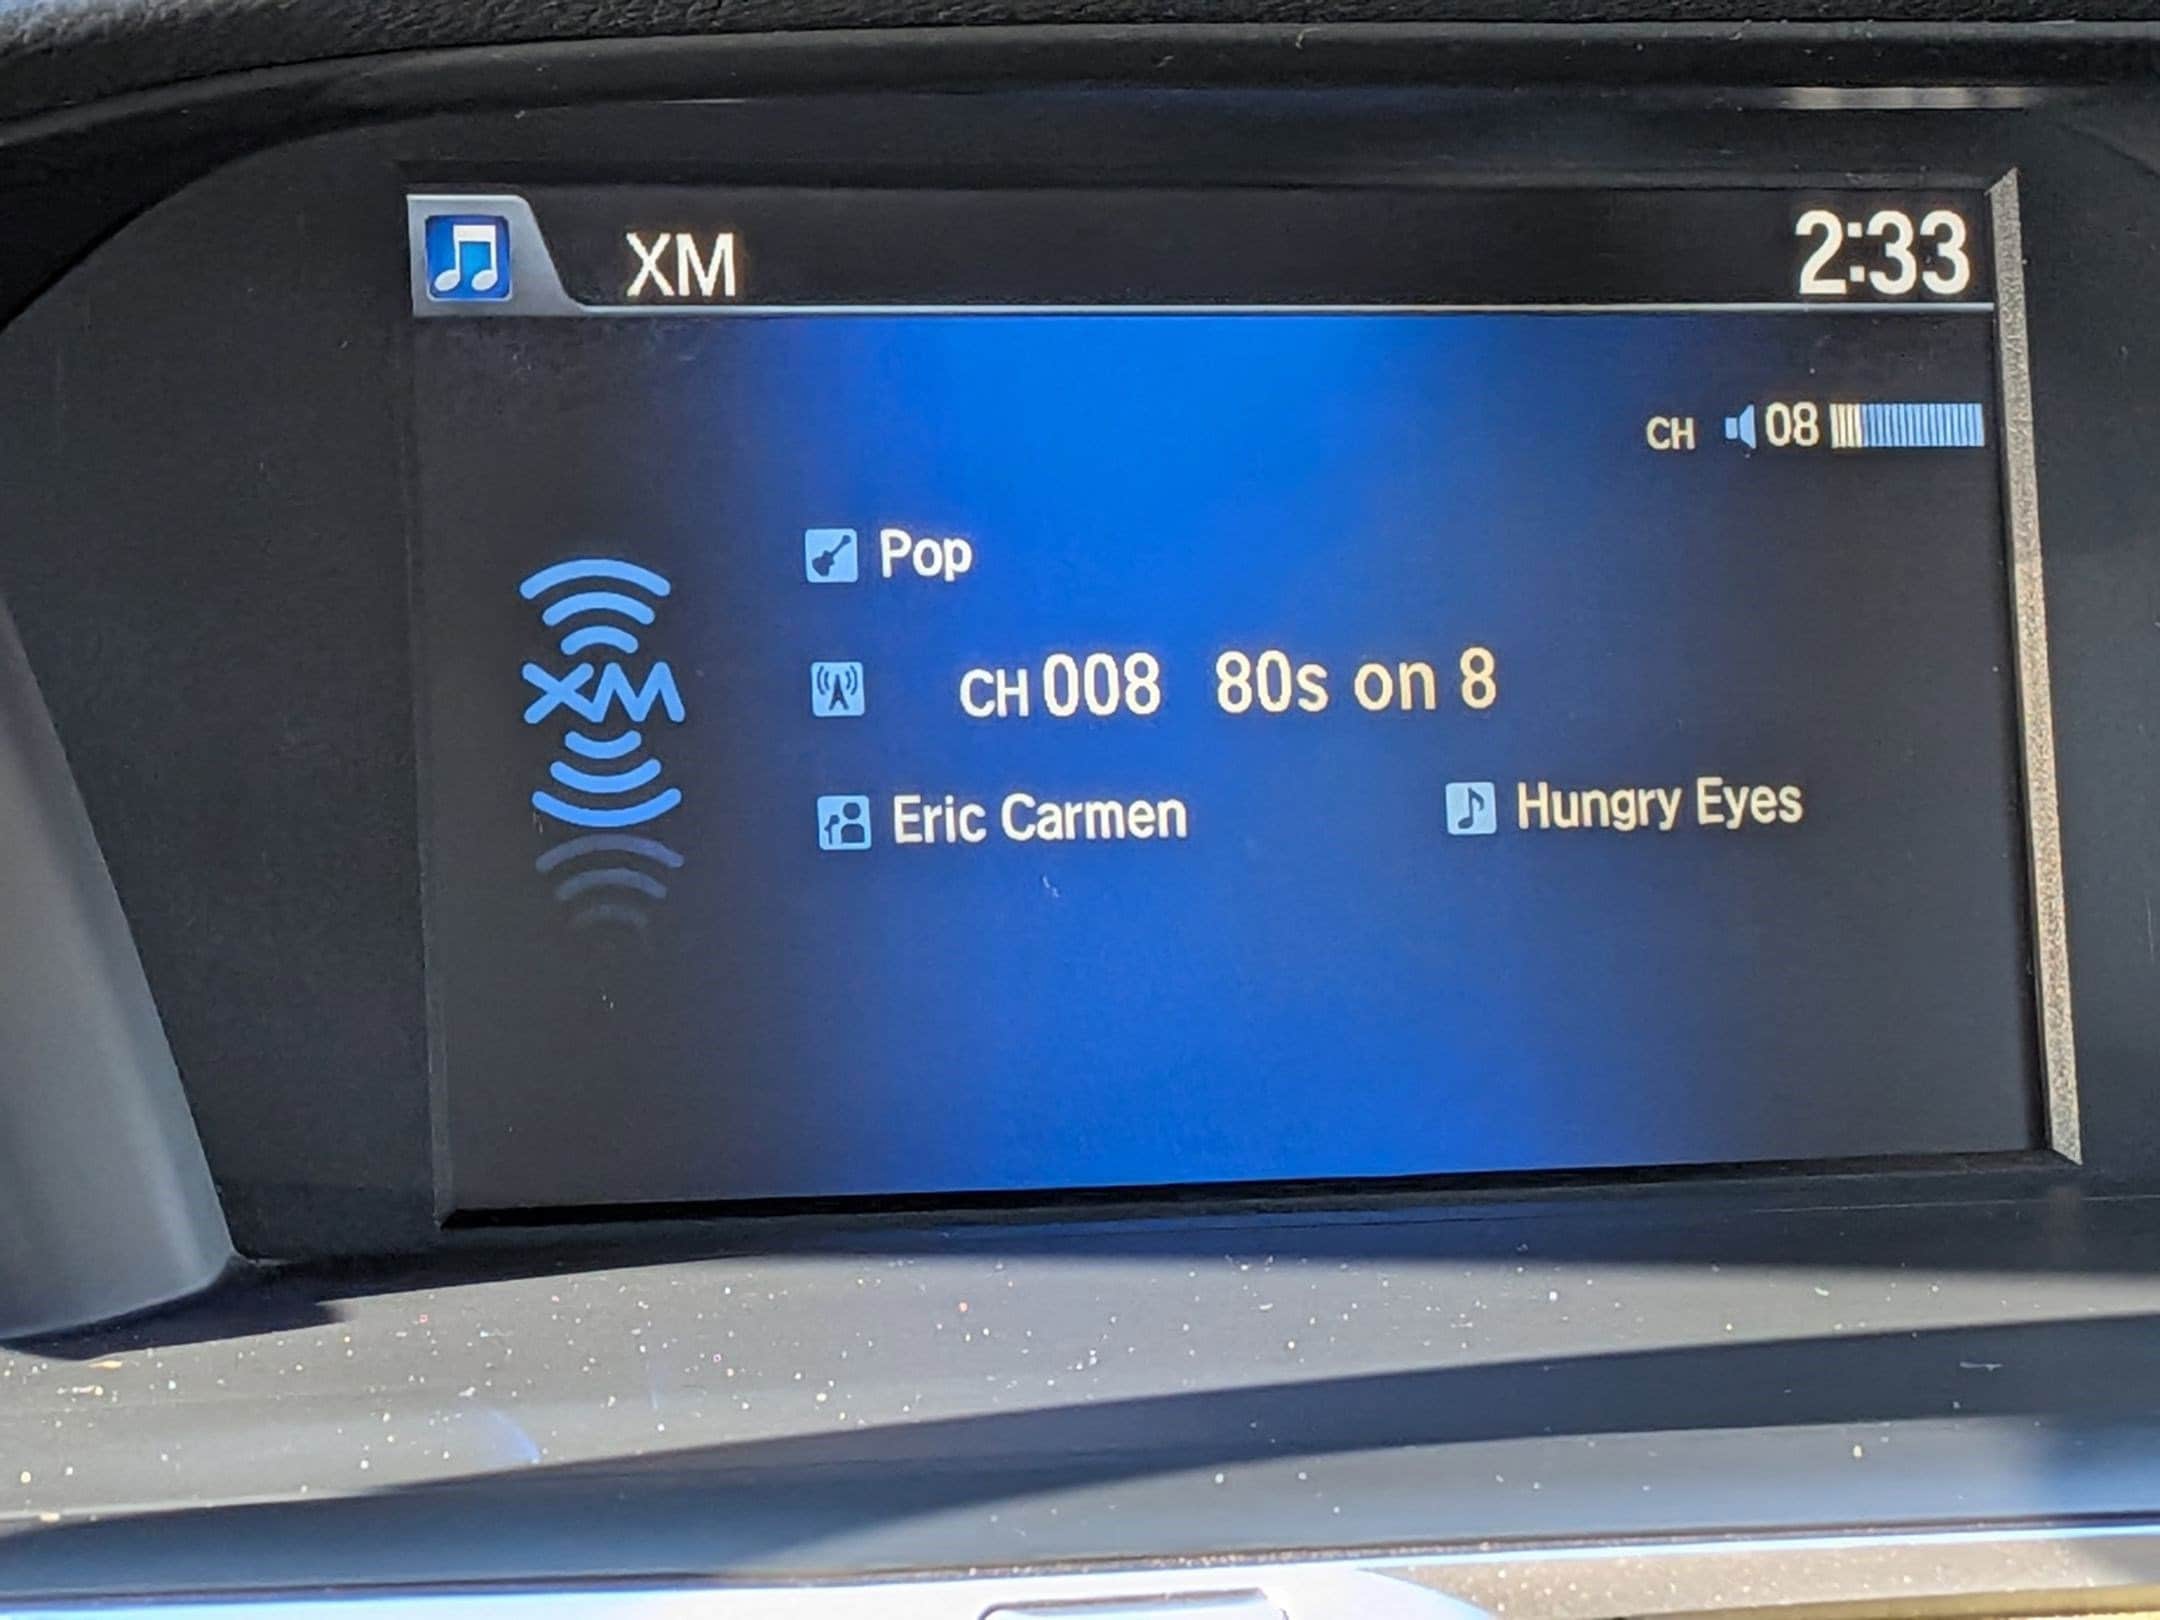 XM 2:33
CH 08
Pop
XM
CH 008 80s on 8
Eric Carmen Hungry Eyes